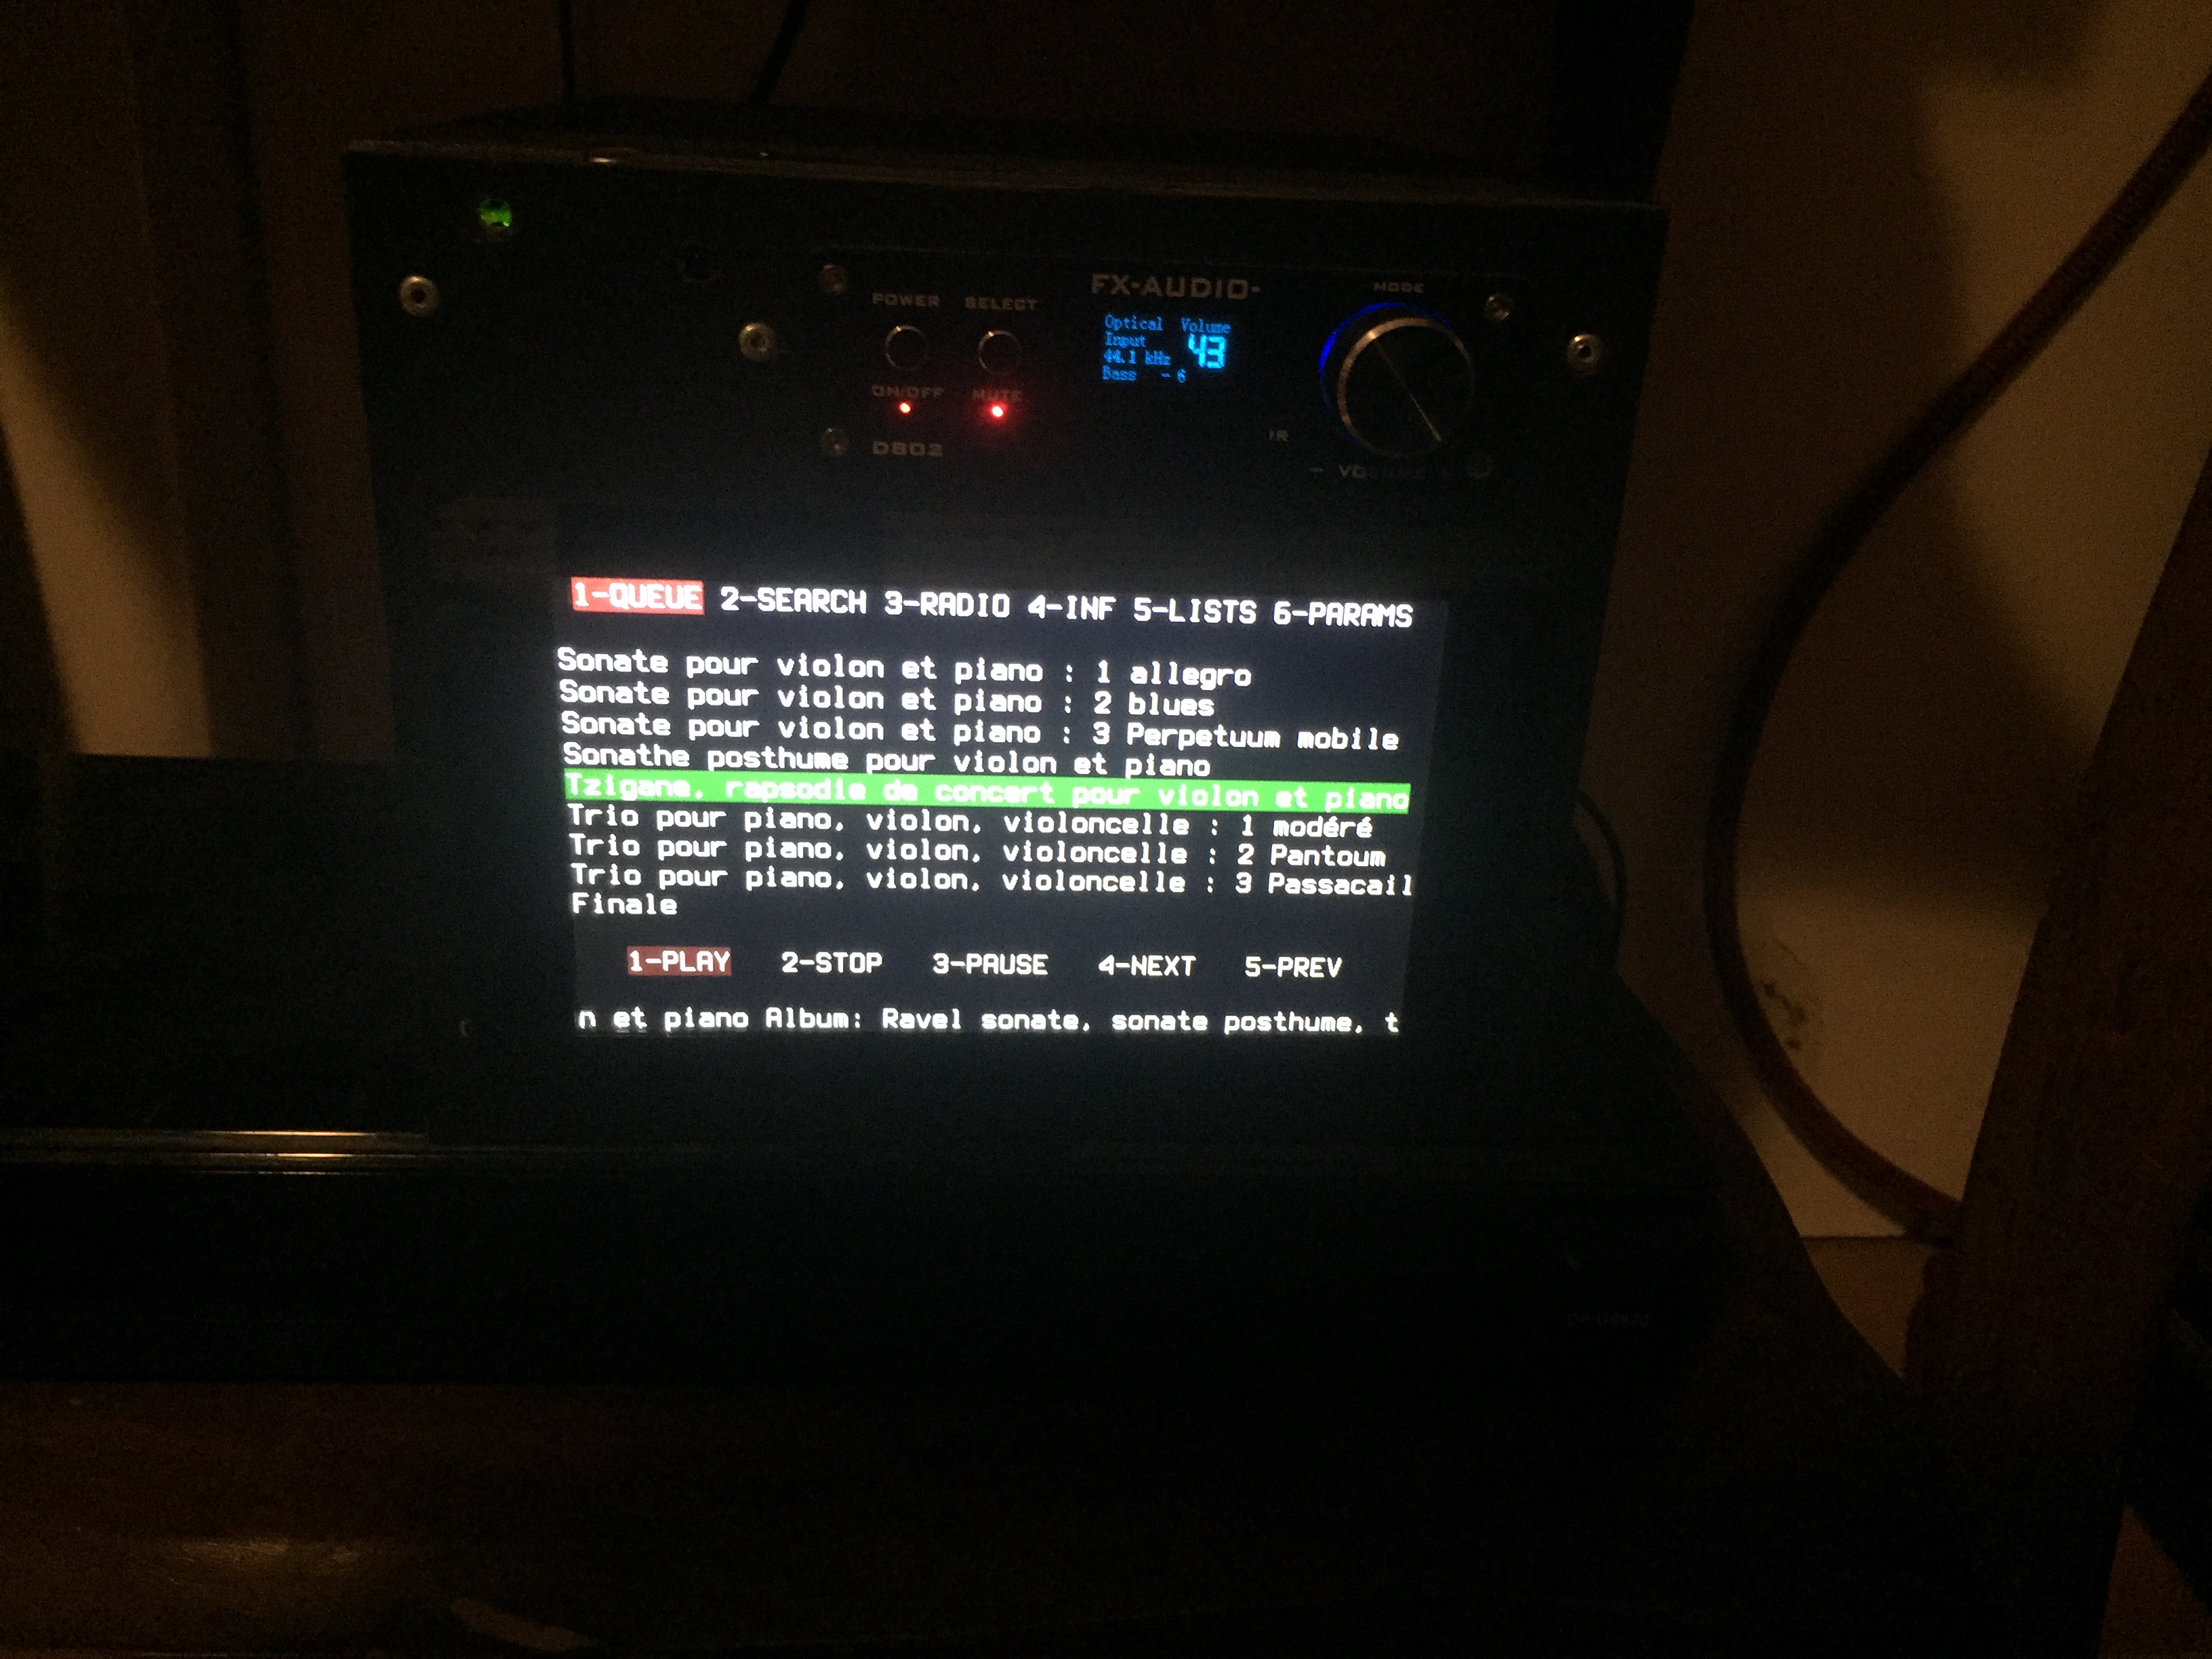 FX-AUDIO-
MODE
POWER SELECT
Optical Volume
Input 43
44.1 kHz
Bass - 6
ON/OFF MUTE
IR
D802
- VOLUME +
1-QUEUE 2-SEARCH 3-RADIO 4-INF 5-LISTS 6-PARAMS
Sonate pour violon et piano : 1 allegro
Sonate pour violon et piano : 2 blues
Sonate pour violon et piano : 3 Perpetuum mobile
Sonathe posthume pour violon et piano
Tzigane, rapsodie de concert pour violon et piano
Trio pour piano, violon, violoncelle : 1 modéré
Trio pour piano, violon, violoncelle : 2 Pantoum
Trio pour piano, violon, violoncelle : 3 Passacail
Finale
1-PLAY 2-STOP 3-PAUSE 4-NEXT 5-PREV
n et piano Album: Ravel sonate, sonate posthume, t